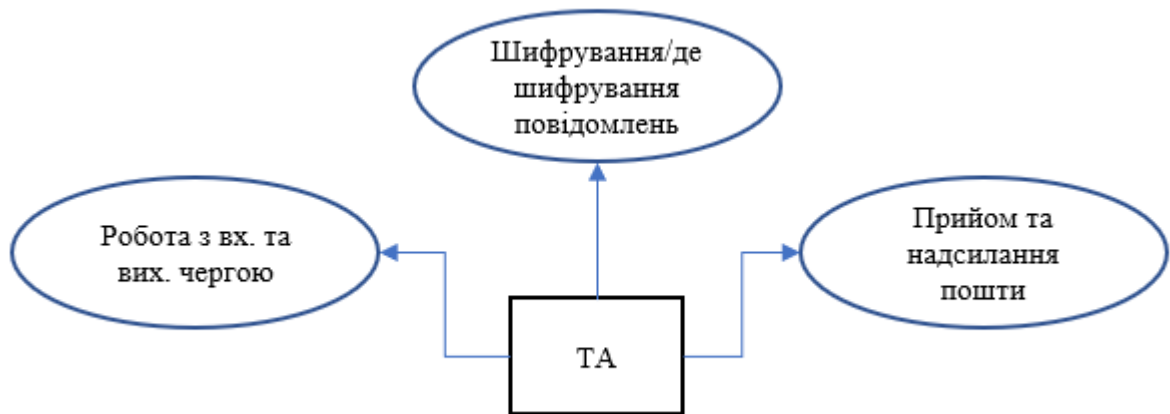 Шифрування/де
шифрування
повідомлень
Робота з вх. та
вих. чергою
Прийом та
надсилання
пошти
ТА